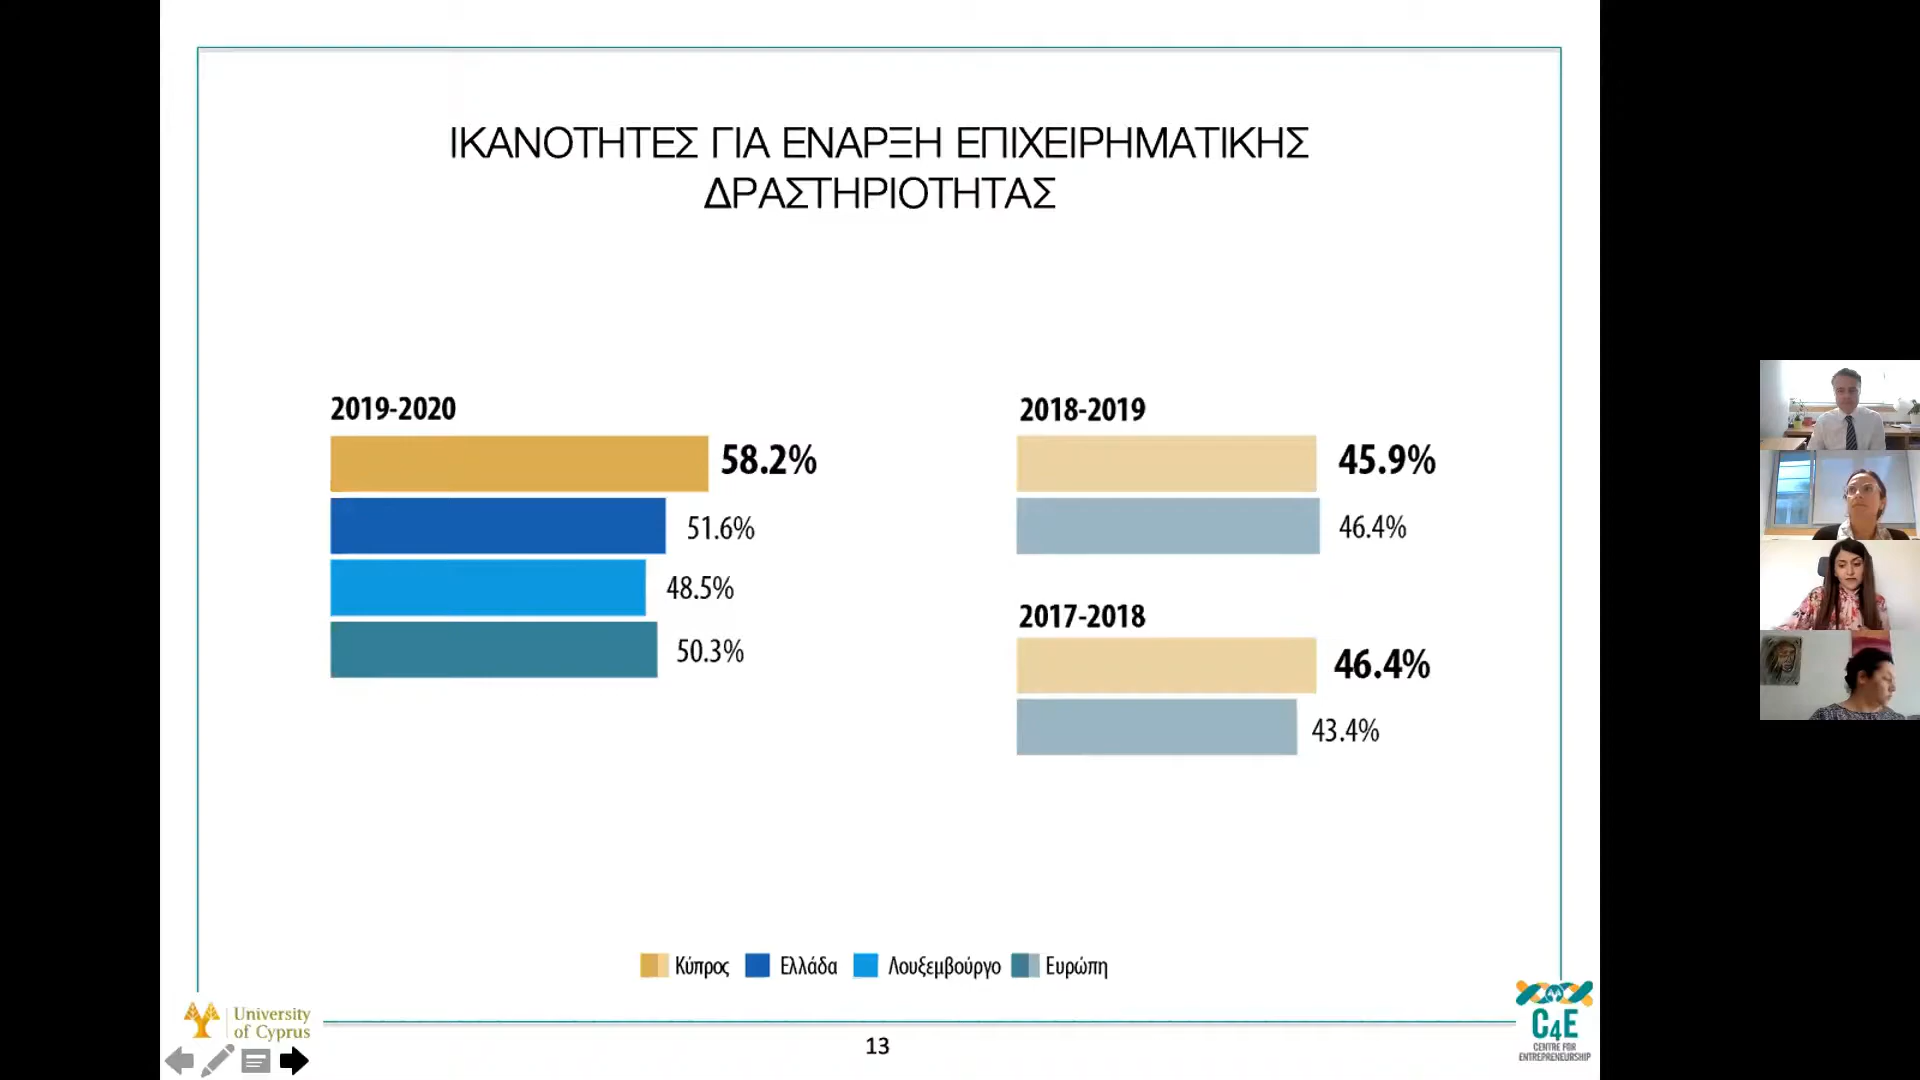 ΙΚΑΝΟΤΗΤΕΣ ΓΙΑ ΕΝΑΡΞΗ ΕΠΙΧΕΙΡΗΜΑΤΙΚΗΣ
ΔΡΑΣΤΗΡΙΟΤΗΤΑΣ
2019-2020
58.2%
51.6%
48.5%
50.3%
2018-2019
45.9%
46.4%
2017-2018
46.4%
43.4%
Κύπρος Ελλάδα Λουξεμβούργο Ευρώπη
University
of Cyprus
13
C4E
CENTRE FOR
ENTREPRENEURSHIP